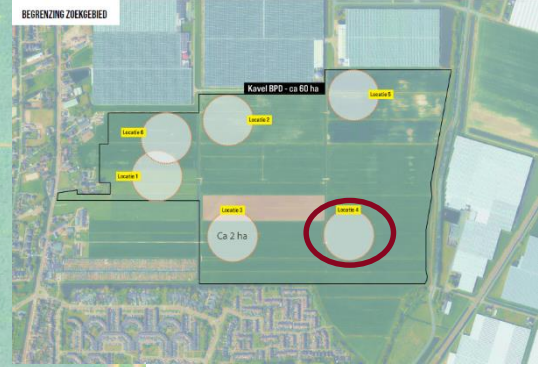 BEGRENZING ZOEKGEBIED
Kavel BPD - ca 60 ha
Locatie 5
Locatie 2
Locatie 6
Locatie 1
Locatie 3
Locatie 4
Ca 2 ha